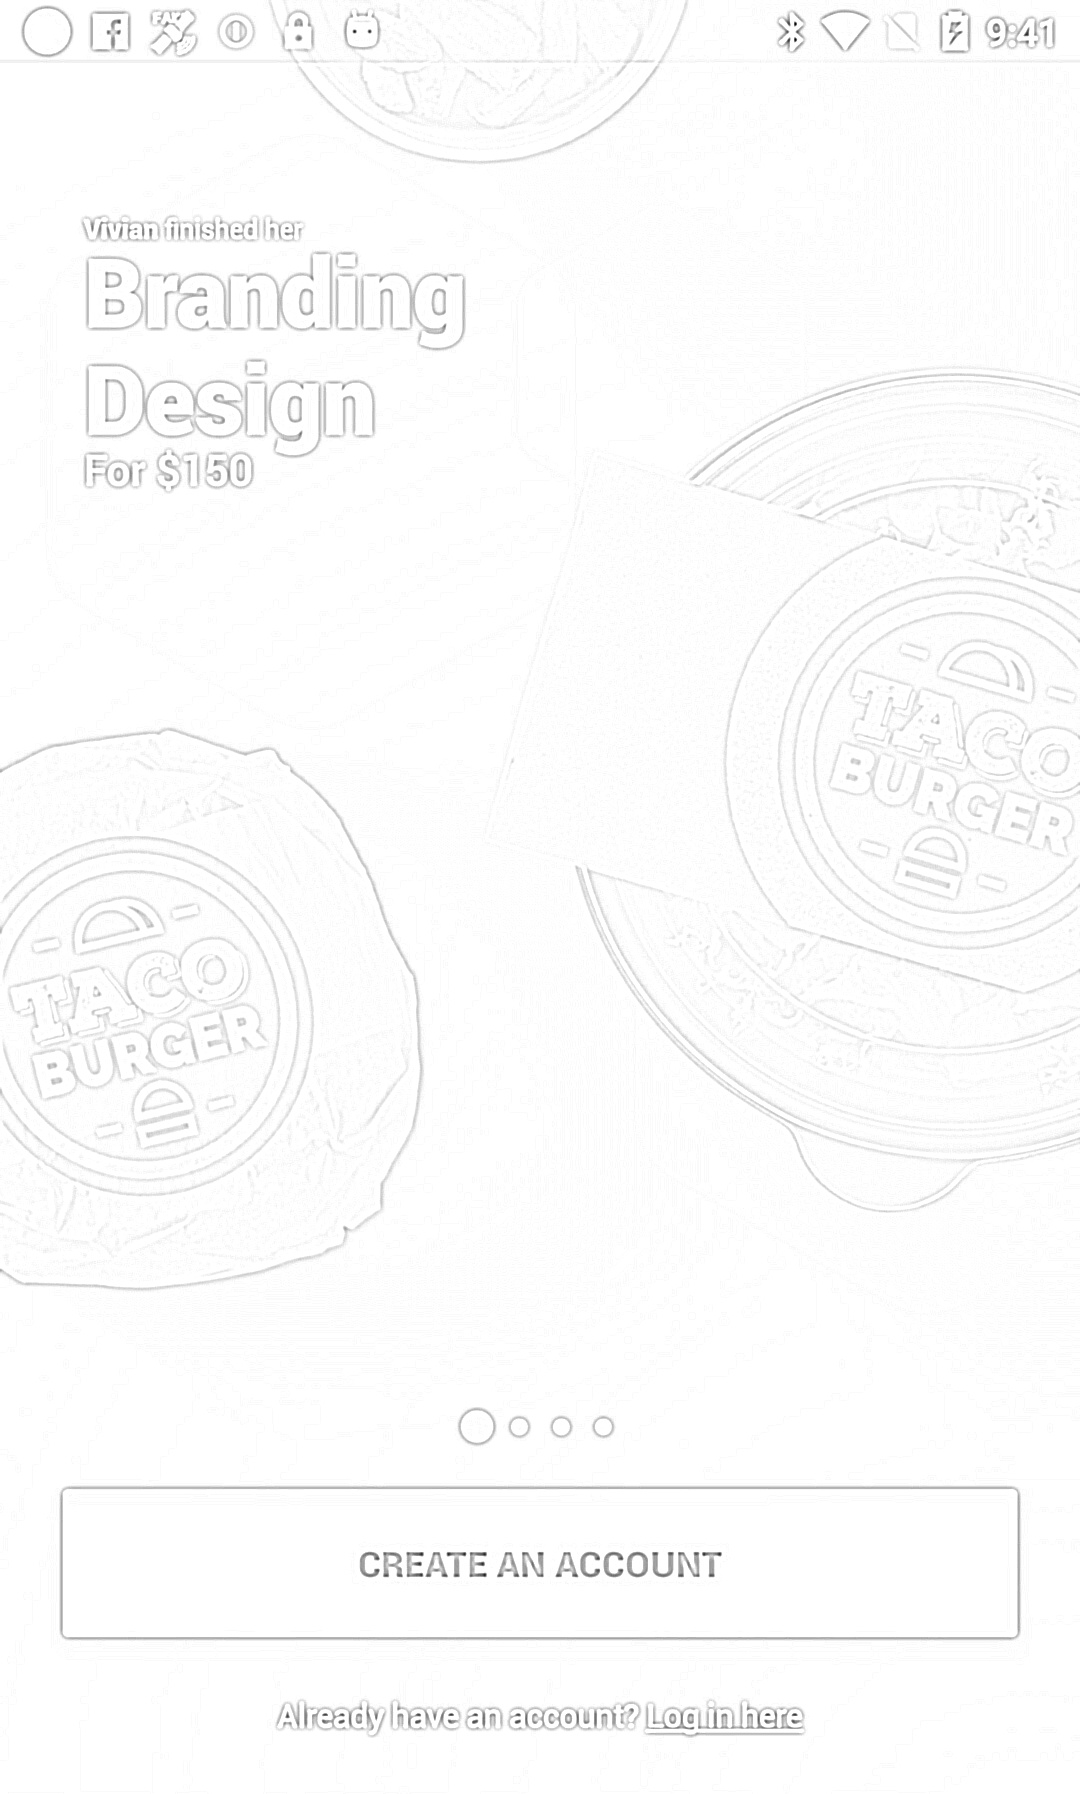 9:41
Vivian finished her
Branding
Design
For $150
TACO
BURGER
TACO
BURGER
CREATE AN ACCOUNT
Already have an account? Log in here